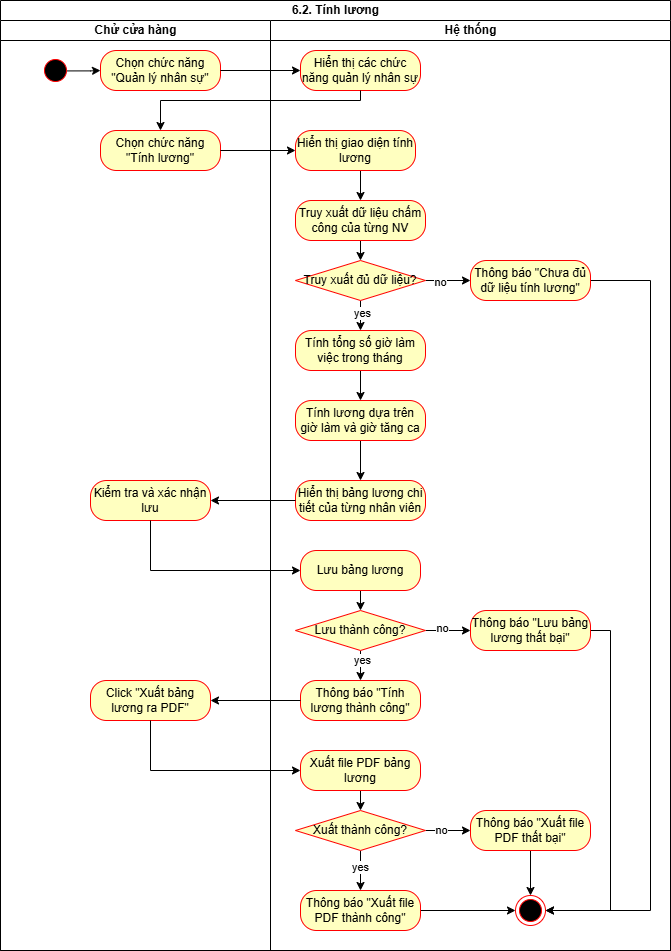 6.2. Tính lương
Chử cửa hàng
Hệ thống
Chọn chức năng
"Quản lý nhân sự"
Hiển thị các chức
năng quản lý nhân sự
Chọn chức năng
"Tính lương"
Hiển thị giao diện tính
lương
Truy xuất dữ liệu chấm
công của từng NV
Truy xuất đủ dữ liệu?
no
Thông báo "Chưa đủ
dữ liệu tính lương"
yes
Tính tổng số giờ làm
việc trong tháng
Tính lương dựa trên
giờ làm và giờ tăng ca
Hiển thị bảng lương chi
tiết của từng nhân viên
Kiểm tra và xác nhận
lưu
Lưu bảng lương
Lưu thành công?
no
Thông báo "Lưu bảng
lương thất bại"
yes
Thông báo "Tính
lương thành công"
Click "Xuất bảng
lương ra PDF"
Xuất file PDF bảng
lương
Xuất thành công?
no
Thông báo "Xuất file
PDF thất bại"
yes
Thông báo "Xuất file
PDF thành công"